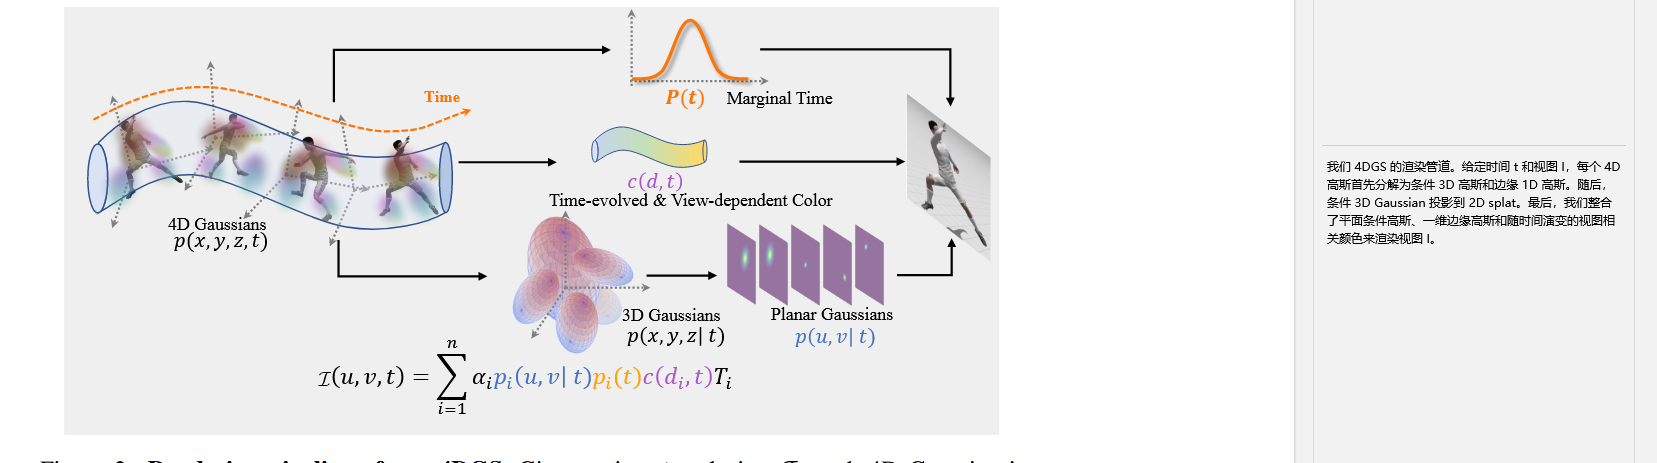 Time
P(t)
Marginal Time
c(d, t)
Time-evolved & View-dependent Color
4D Gaussians
p(x, y, z, t)
3D Gaussians
p(x, y, z| t)
Planar Gaussians
p(u, v| t)
ℐ(u, v, t) = ∑ⁿᵢ₌₁ αᵢpᵢ(u, v| t)pᵢ(t)c(dᵢ, t)Tᵢ
我们 4DGS 的渲染管道。给定时间 t 和视图 I，每个 4D
高斯首先分解为条件 3D 高斯和边缘 1D 高斯。随后，
条件 3D Gaussian 投影到 2D splat。最后，我们整合
了平面条件高斯、一维边缘高斯和随时间演变的视图相
关颜色来渲染视图 I。